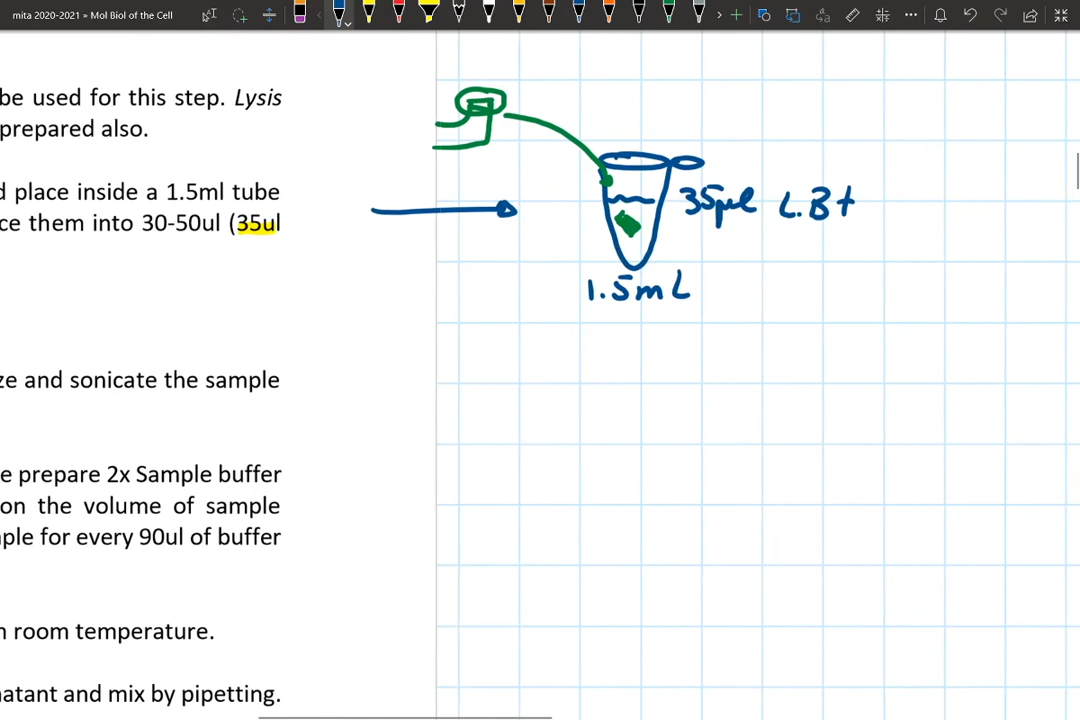 mita 2020-2021 » Mol Biol of the Cell
be used for this step. Lysis
prepared also.
d place inside a 1.5ml tube
ce them into 30-50ul (35ul
35µl L.B +
1.5mL
ze and sonicate the sample
e prepare 2x Sample buffer
on the volume of sample
ple for every 90ul of buffer
n room temperature.
natant and mix by pipetting.